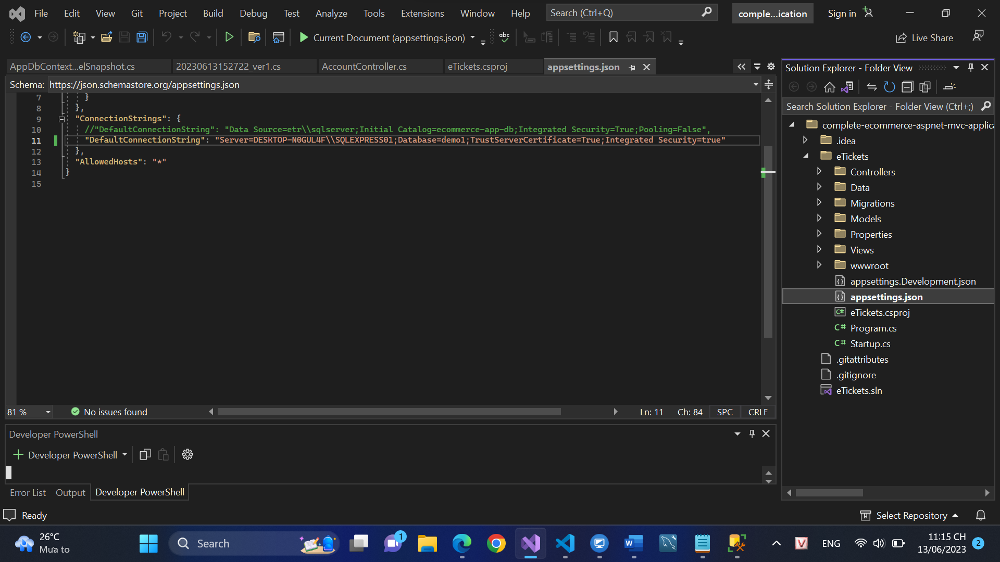 File Edit View Git Project Build Debug Test Analyze Tools Extensions Window Help Search (Ctrl+Q) comple...ication Sign in
Current Document (appsettings.json) abc Live Share
AppDbContext...elSnapshot.cs 20230613152722_ver1.cs AccountController.cs eTickets.csproj appsettings.json
Schema: https://json.schemastore.org/appsettings.json
7 }
8 },
9 "ConnectionStrings": {
10 //"DefaultConnectionString": "Data Source=etr\\sqlserver;Initial Catalog=ecommerce-app-db;Integrated Security=True;Pooling=False",
11 "DefaultConnectionString": "Server=DESKTOP-N0GUL4F\\SQLEXPRESS01;Database=demo1;TrustServerCertificate=True;Integrated Security=true"
12 },
13 "AllowedHosts": "*"
14 }
15
81 % No issues found Ln: 11 Ch: 84 SPC CRLF
Developer PowerShell
Developer PowerShell
Error List Output Developer PowerShell
Solution Explorer - Folder View
Search Solution Explorer - Folder View (Ctrl+;)
complete-ecommerce-aspnet-mvc-applica
.idea
eTickets
Controllers
Data
Migrations
Models
Properties
Views
wwwroot
appsettings.Development.json
appsettings.json
C# eTickets.csproj
C# Program.cs
C# Startup.cs
.gitattributes
.gitignore
eTickets.sln
Ready Select Repository
26°C
Mưa to
Search
1
W
V
ENG
11:15 CH
13/06/2023
2